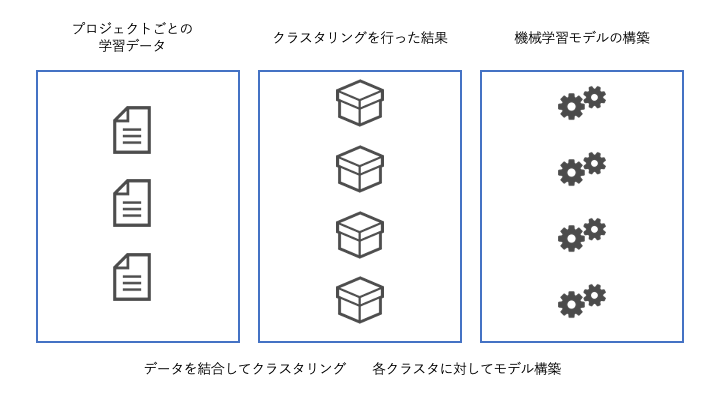 プロジェクトごとの
学習データ
クラスタリングを行った結果
機械学習モデルの構築
データを結合してクラスタリング
各クラスタに対してモデル構築